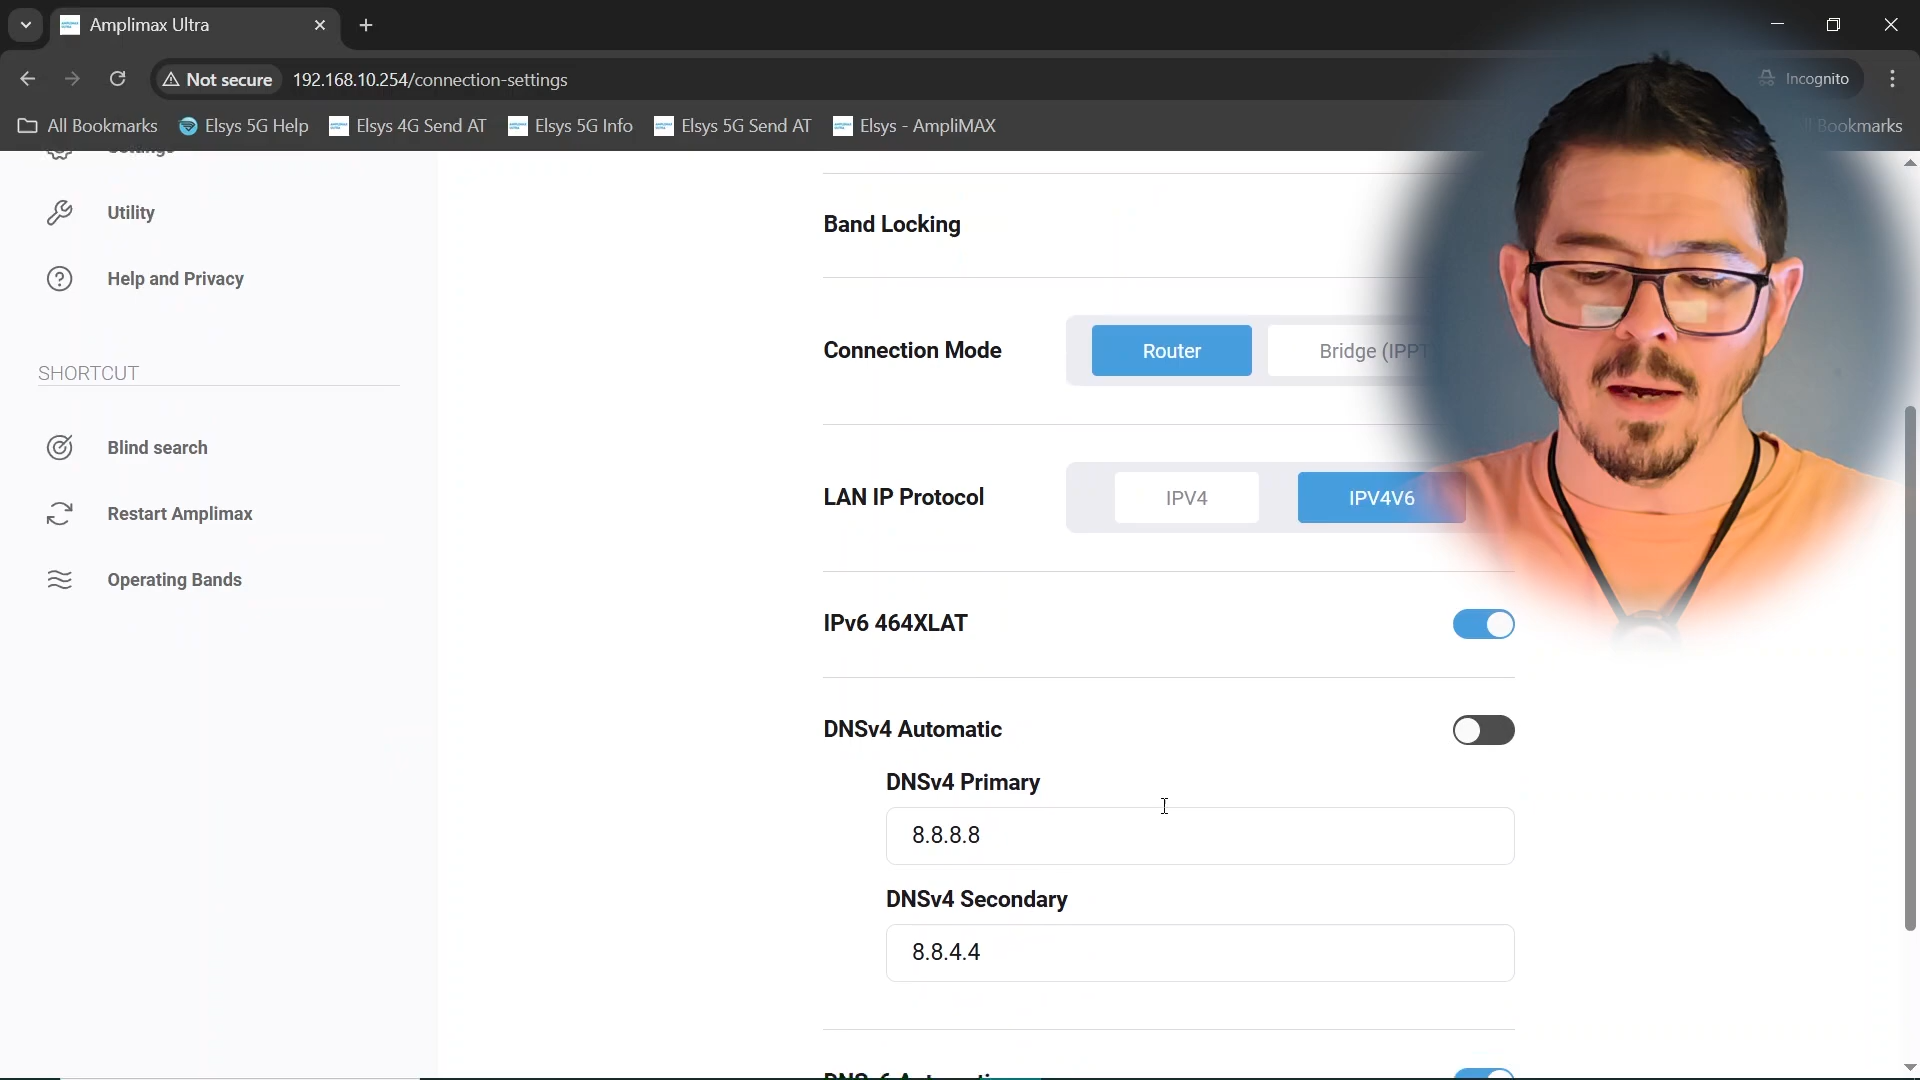 Amplimax Ultra
Not secure 192.168.10.254/connection-settings Incognito
All Bookmarks Elsys 5G Help Elsys 4G Send AT Elsys 5G Info Elsys 5G Send AT Elsys - AmpliMAX Bookmarks
Utility
Help and Privacy
SHORTCUT
Blind search
Restart Amplimax
Operating Bands
Band Locking
Connection Mode Router Bridge (IPPT
LAN IP Protocol IPV4 IPV4V6
IPv6 464XLAT
DNSv4 Automatic
DNSv4 Primary
8.8.8.8
DNSv4 Secondary
8.8.4.4